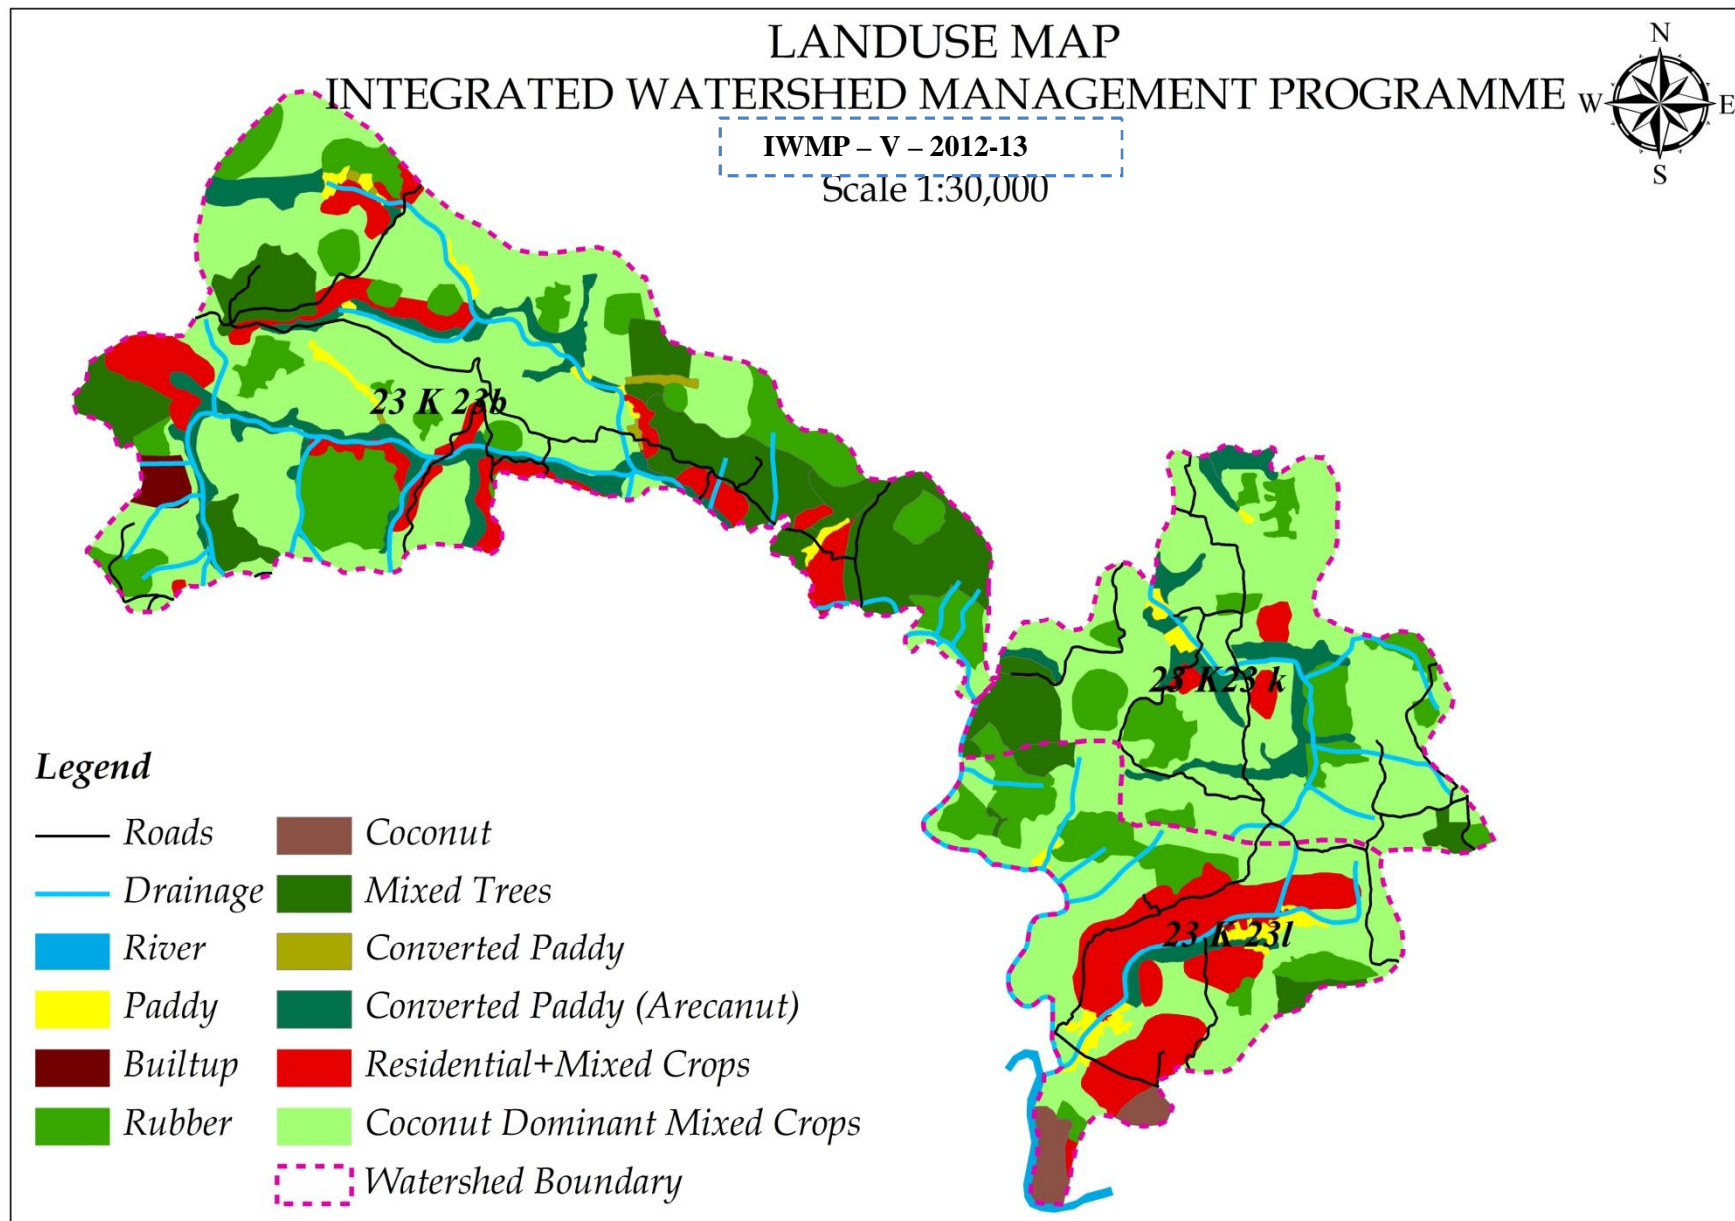 LANDUSE MAP
INTEGRATED WATERSHED MANAGEMENT PROGRAMME
IWMP – V – 2012-13
Scale 1:30,000
N
W E
S
23 K 23b
23 K23 k
23 K 23l
Legend
Roads
Drainage
River
Paddy
Builtup
Rubber
Coconut
Mixed Trees
Converted Paddy
Converted Paddy (Arecanut)
Residential+Mixed Crops
Coconut Dominant Mixed Crops
Watershed Boundary